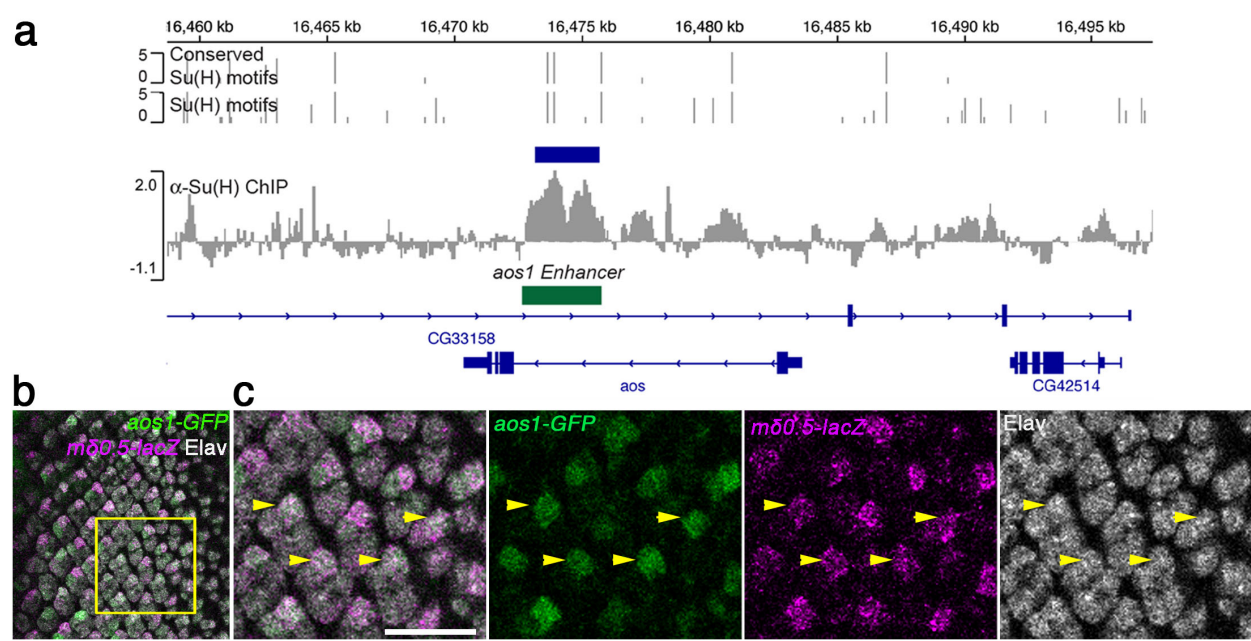 a
16,460 kb 16,465 kb 16,470 kb 16,475 kb 16,480 kb 16,485 kb 16,490 kb 16,495 kb
5 Conserved
0 Su(H) motifs
5 Su(H) motifs
0
2.0 α-Su(H) ChIP
-1.1
aos1 Enhancer
CG33158
aos CG42514
b
aos1-GFP
mδ0.5-lacZ Elav
c
aos1-GFP mδ0.5-lacZ Elav